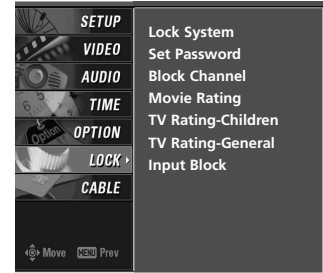 SETUP
VIDEO
AUDIO
TIME
OPTION
LOCK
CABLE
Lock System
Set Password
Block Channel
Movie Rating
TV Rating-Children
TV Rating-General
Input Block
Move MENU Prev